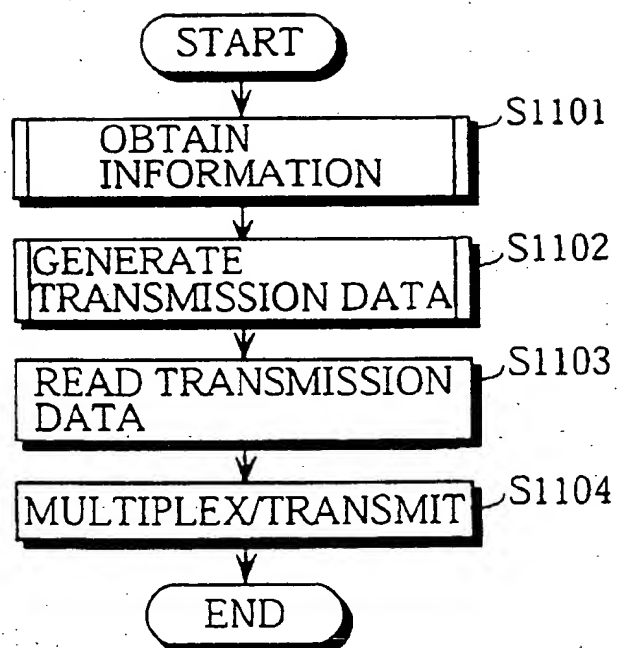 START
OBTAIN
INFORMATION
S1101
GENERATE
TRANSMISSION DATA
S1102
READ TRANSMISSION
DATA
S1103
MULTIPLEX/TRANSMIT
S1104
END